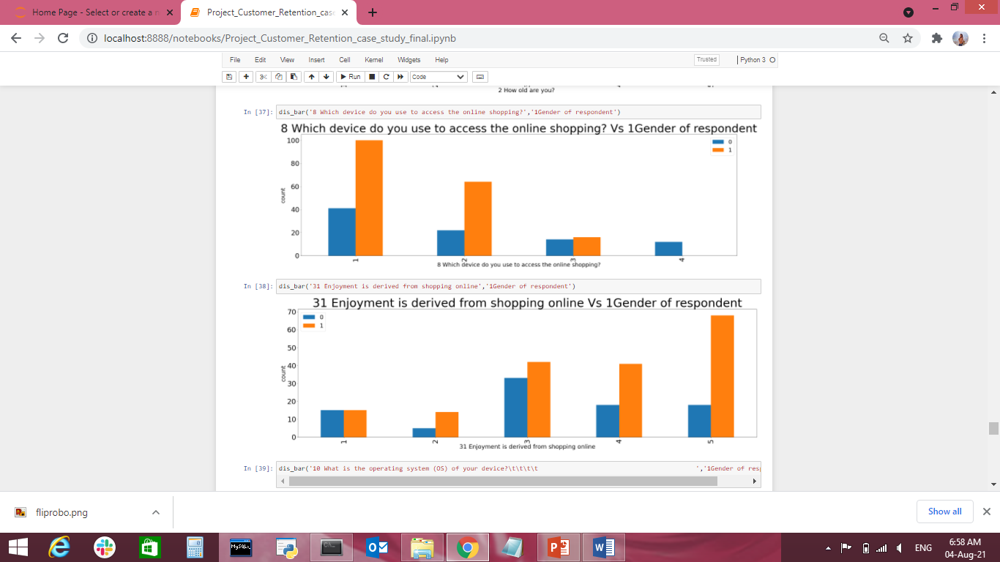 Home Page - Select or create a n
Project_Customer_Retention_case
localhost:8888/notebooks/Project_Customer_Retention_case_study_final.ipynb
File Edit View Insert Cell Kernel Widgets Help
Trusted
Python 3
Run
Code
2 How old are you?
In [37]: dis_bar('8 Which device do you use to access the online shopping?','1Gender of respondent')
8 Which device do you use to access the online shopping? Vs 1Gender of respondent
0
1
100
80
60
40
20
0
count
1 2 3 4
8 Which device do you use to access the online shopping?
In [38]: dis_bar('31 Enjoyment is derived from shopping online','1Gender of respondent')
31 Enjoyment is derived from shopping online Vs 1Gender of respondent
0
1
70
60
50
40
30
20
10
0
count
1 2 3 4 5
31 Enjoyment is derived from shopping online
In [39]: dis_bar('10 What is the operating system (OS) of your device?\t\t\t\t ','1Gender of resp
fliprobo.png
Show all
MySQL
C:\
ENG
6:58 AM
04-Aug-21